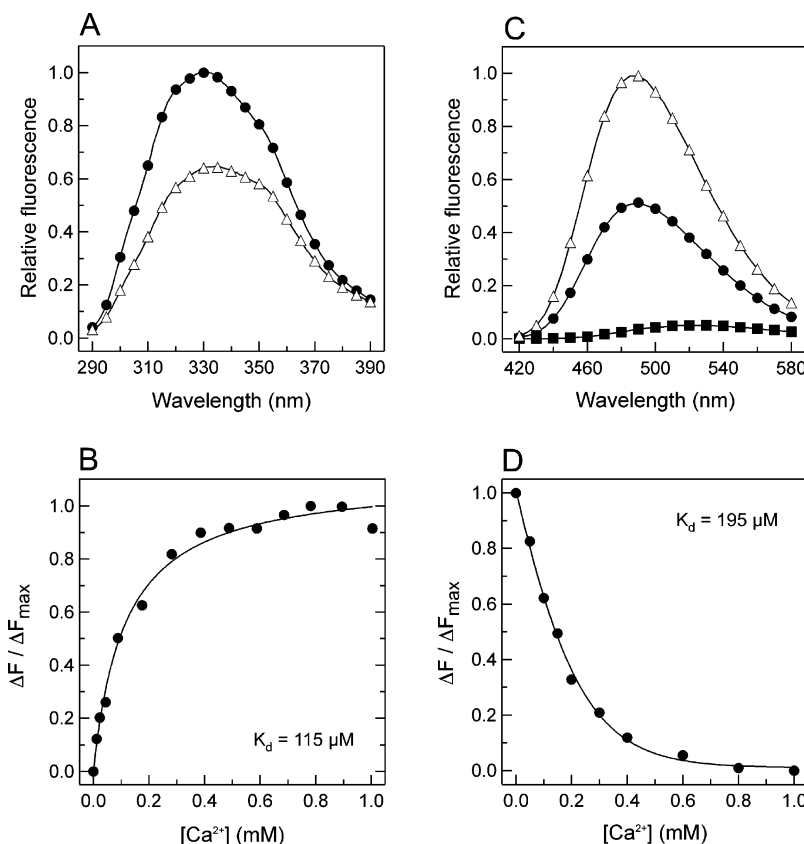 A
Relative fluorescence
1.0
0.8
0.6
0.4
0.2
0.0
290 310 330 350 370 390
Wavelength (nm)
C
Relative fluorescence
1.0
0.8
0.6
0.4
0.2
0.0
420 460 500 540 580
Wavelength (nm)
B
ΔF / ΔFmax
1.0
0.8
0.6
0.4
0.2
0.0
Kd = 115 µM
0.0 0.2 0.4 0.6 0.8 1.0
[Ca²⁺] (mM)
D
ΔF / ΔFmax
1.0
0.8
0.6
0.4
0.2
0.0
Kd = 195 µM
0.0 0.2 0.4 0.6 0.8 1.0
[Ca²⁺] (mM)